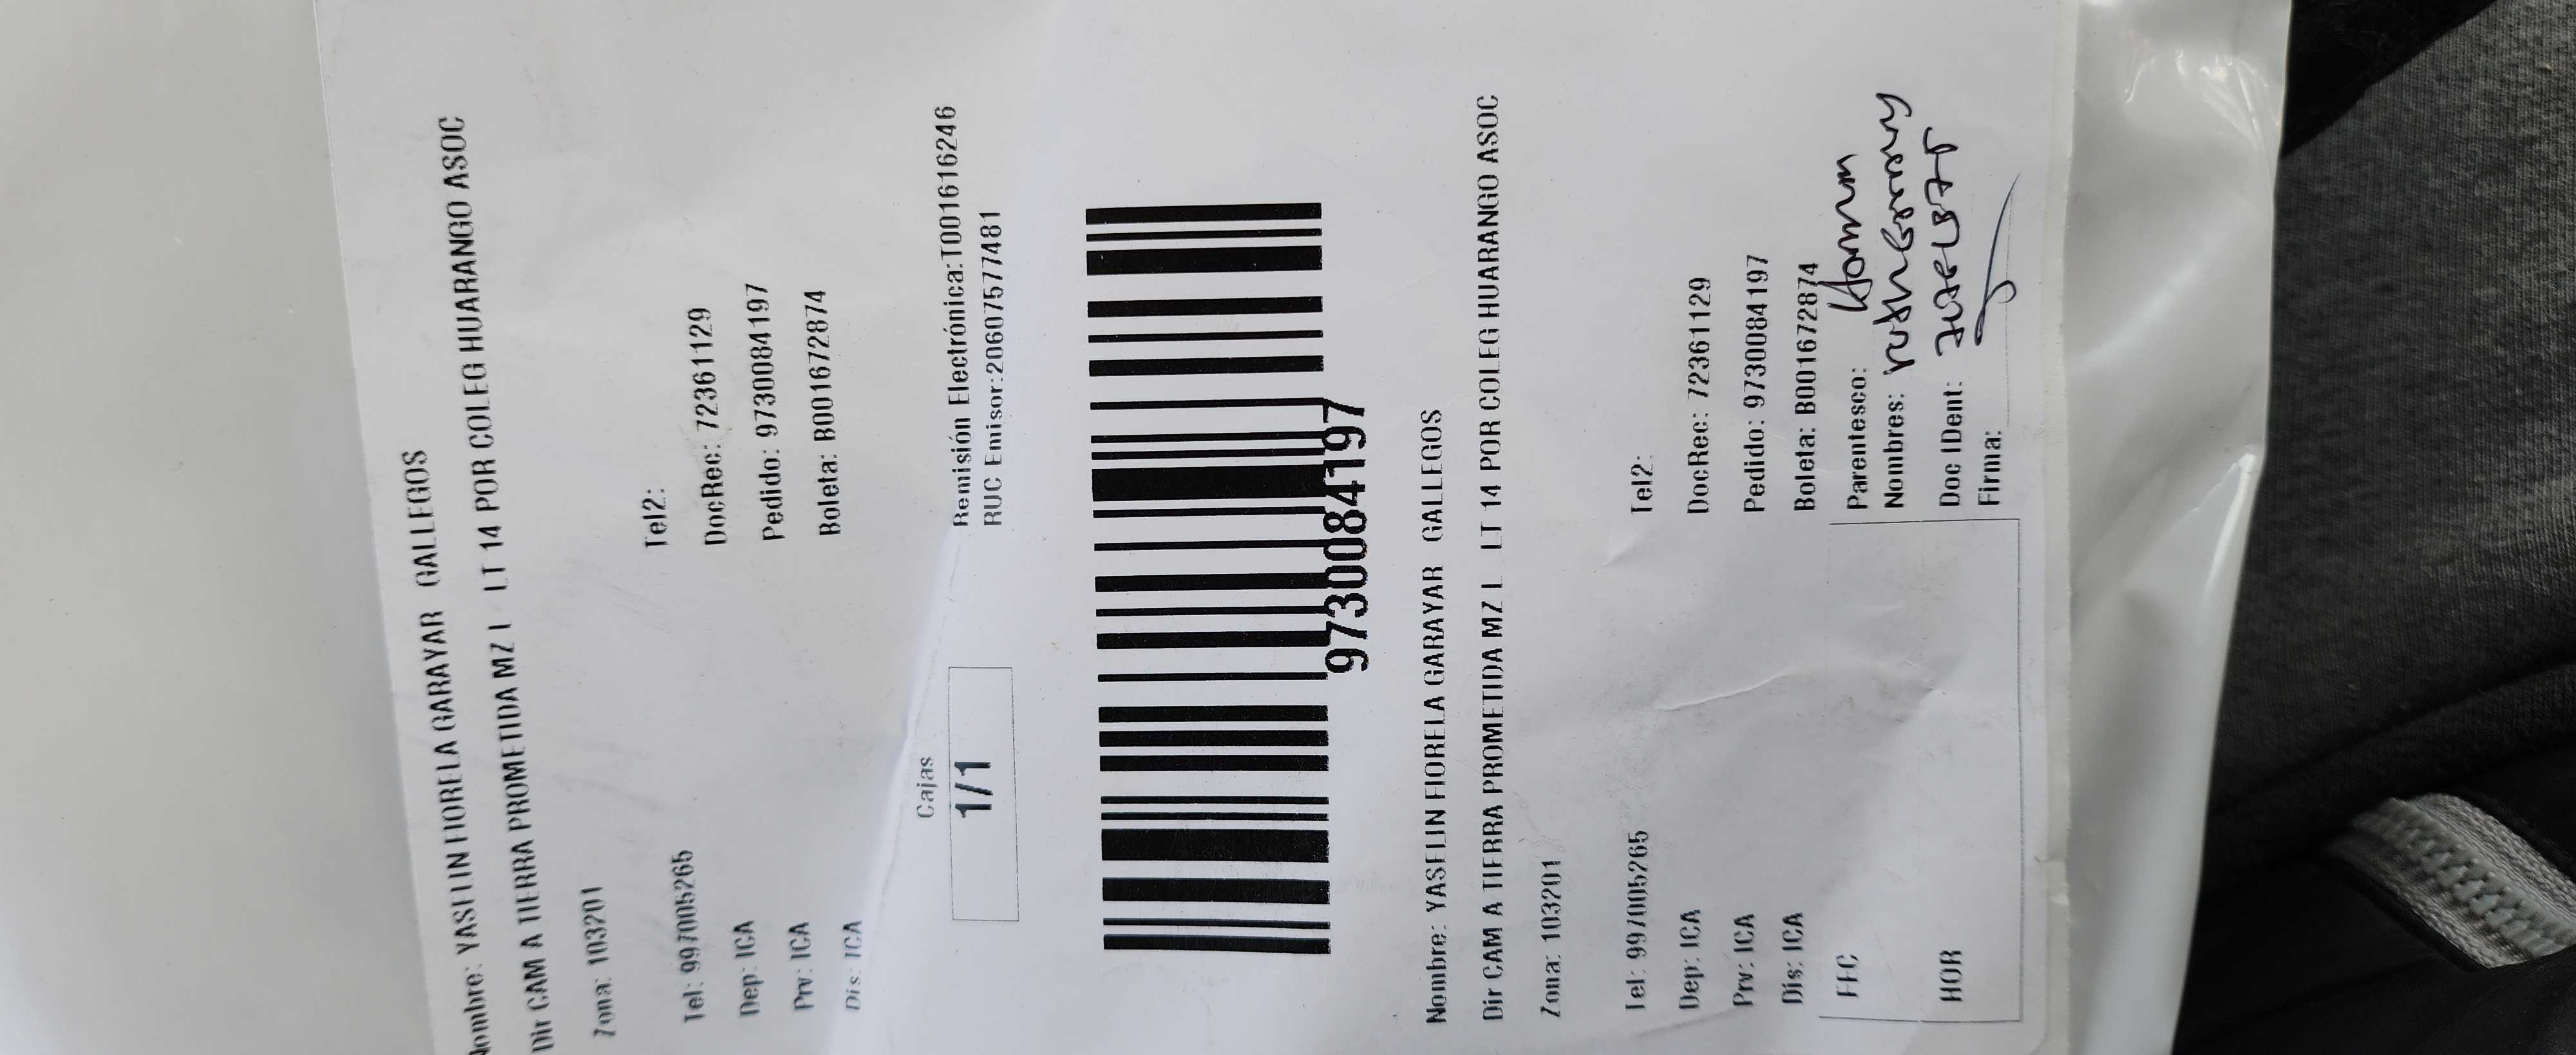 Nombre: YASELIN FIORELA GARAYAR GALLEGOS
Dir CAM A TIERRA PROMETIDA MZ L LT 14 POR COLEG HUARANGO ASOC
Zona: 103201
Tel: 997005265 Tel2:
Dep: ICA DocRec: 72361129
Prv: ICA Pedido: 9730084197
Dis: ICA Boleta: B001672874
Cajas
1/1
Remisión Electrónica:T001616246
RUC Emisor:20607577481
9730084197
Nombre: YASELIN FIORELA GARAYAR GALLEGOS
Dir CAM A TIERRA PROMETIDA MZ L LT 14 POR COLEG HUARANGO ASOC
Zona: 103201
Tel: 997005265 Tel2:
Dep: ICA DocRec: 72361129
Prv: ICA Pedido: 9730084197
Dis: ICA Boleta: B001672874
FEC
HOR
Parentesco:
Nombres:
Doc IDent:
Firma: